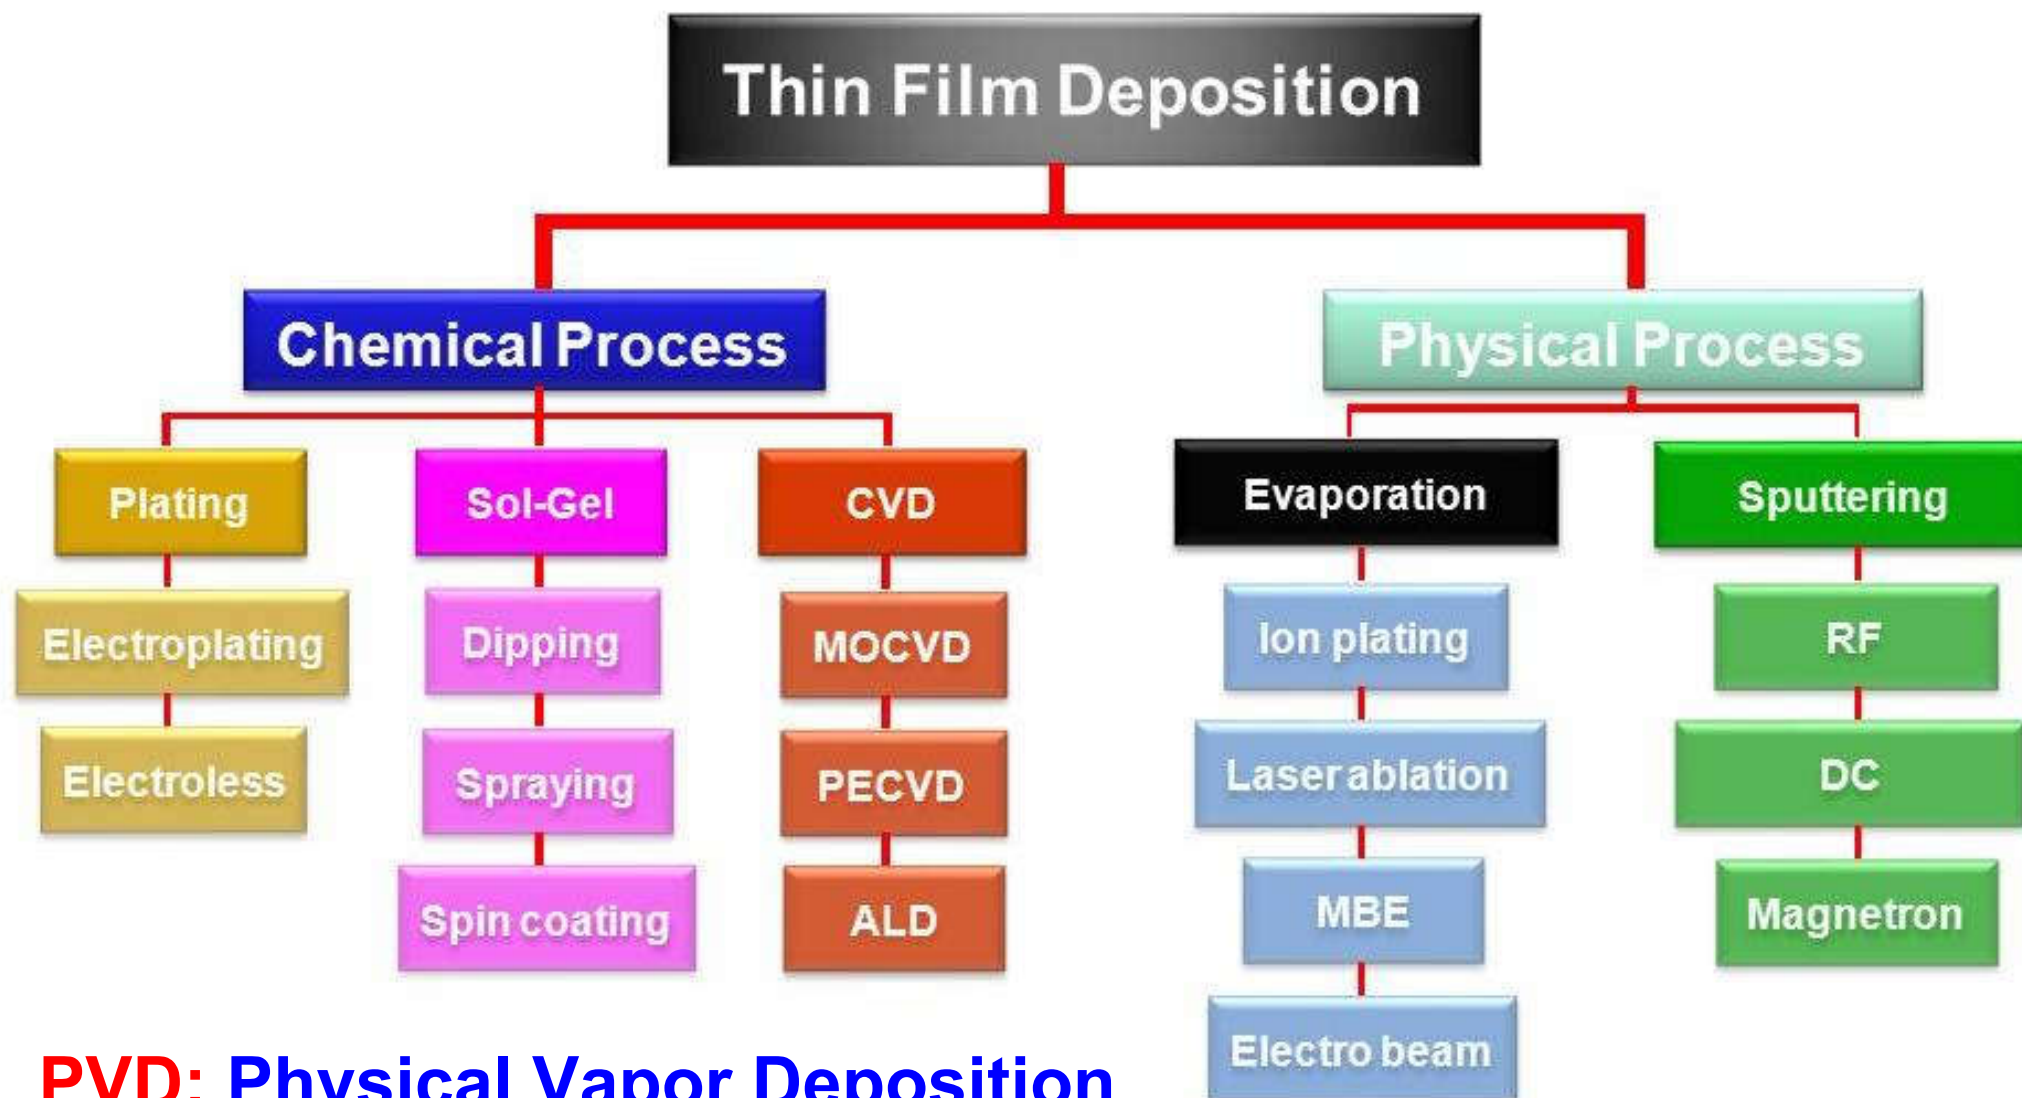 Thin Film Deposition
Chemical Process
Physical Process
Plating
Sol-Gel
CVD
Evaporation
Sputtering
Electroplating
Dipping
MOCVD
Ion plating
RF
Electroless
Spraying
PECVD
Laser ablation
DC
Spin coating
ALD
MBE
Magnetron
Electro beam
PVD: Physical Vapor Deposition